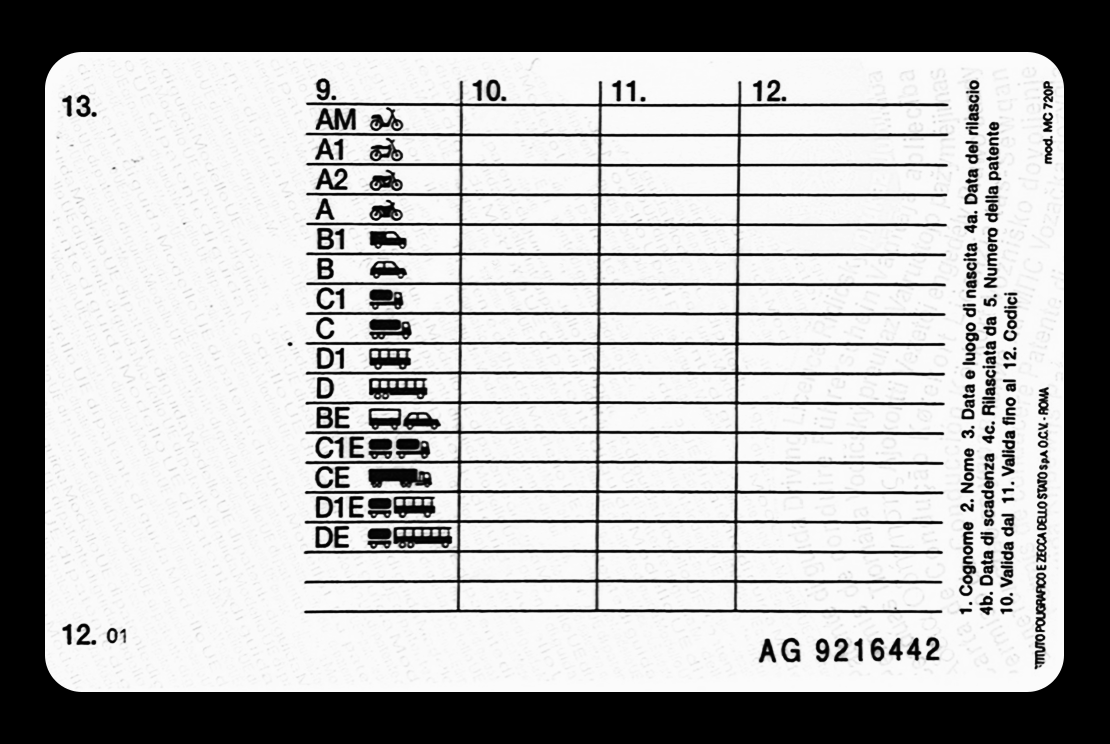 13.
9. 10. 11. 12.
AM
A1
A2
A
B1
B
C1
C
D1
D
BE
C1E
CE
D1E
DE
12. 01
AG 9216442
1. Cognome 2. Nome 3. Data e luogo di nascita 4a. Data del rilascio
4b. Data di scadenza 4c. Rilasciata da 5. Numero della patente
10. Valida dal 11. Valida fino al 12. Codici
mod. MC 720P
POLIGRAFICO E ZECCA DELLO STATO S.p.A. O.C.V. - ROMA